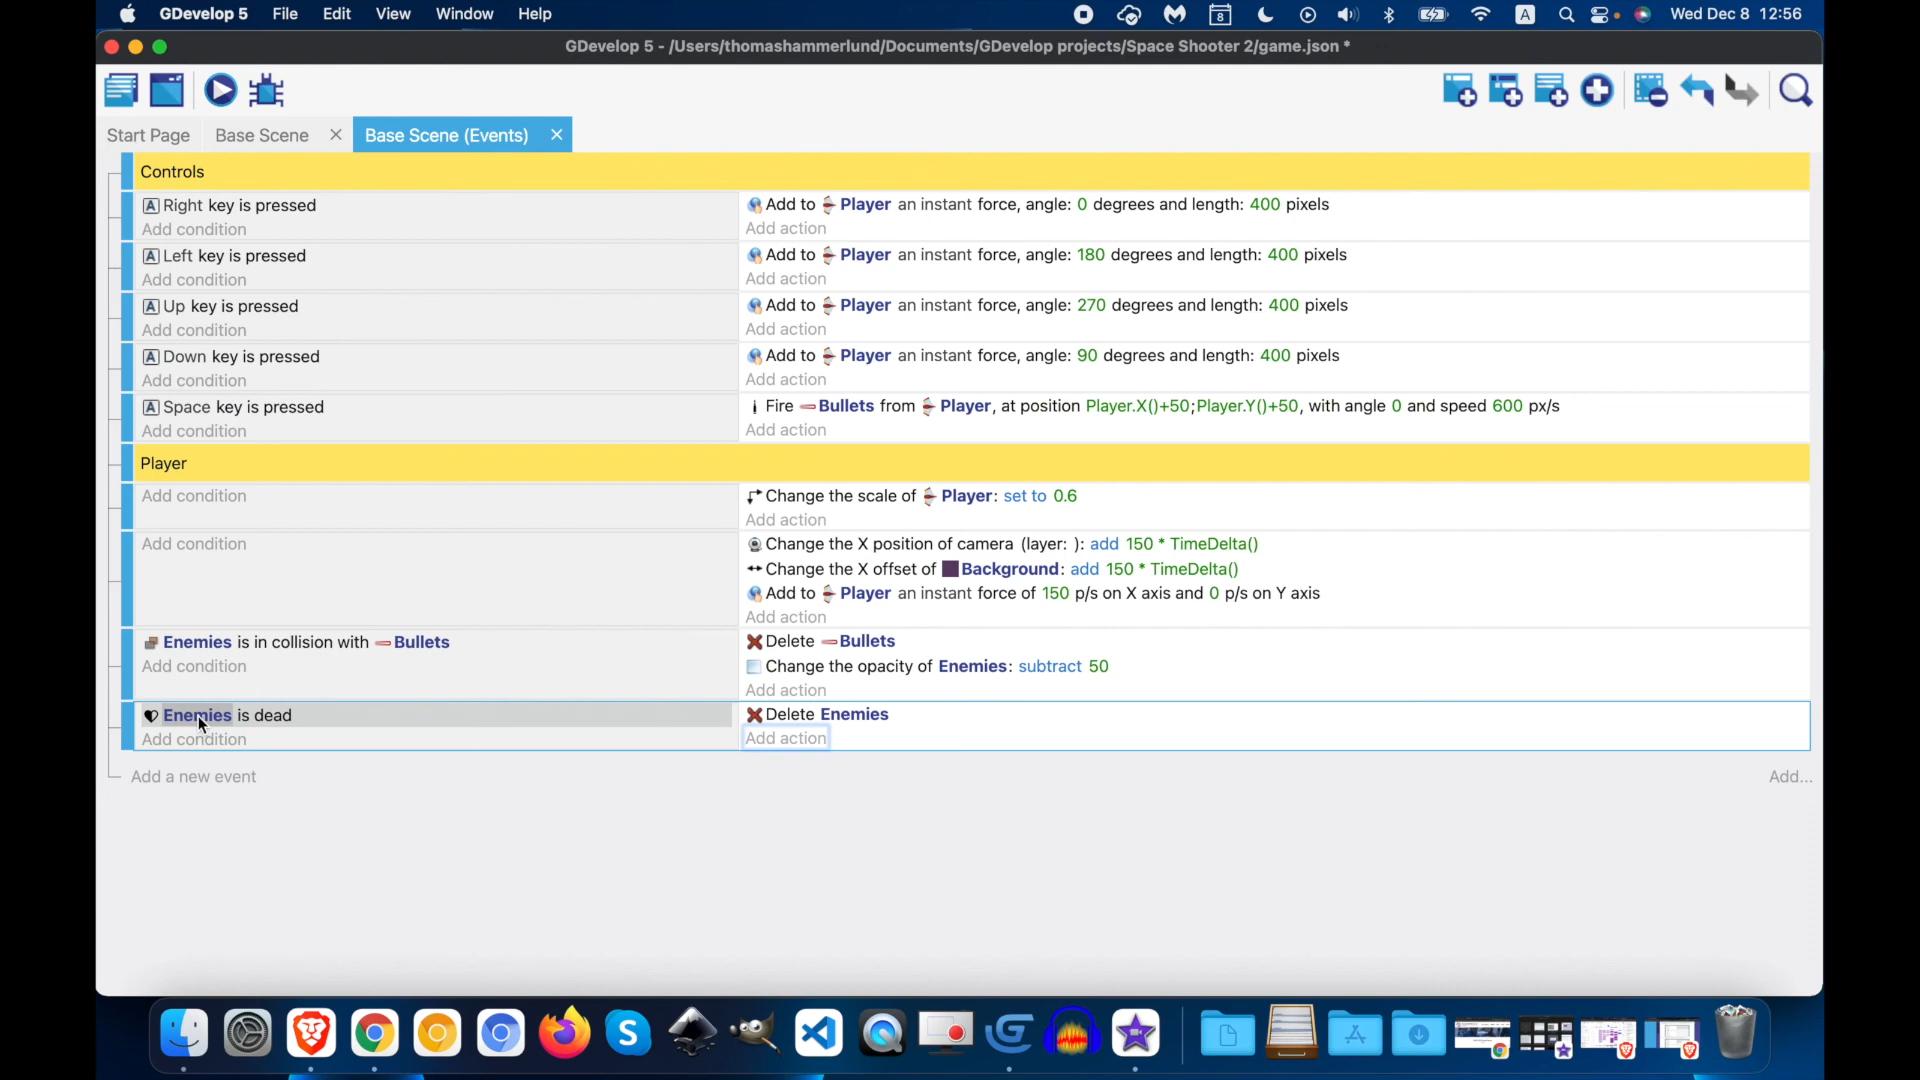 GDevelop 5 File Edit View Window Help 8 A Wed Dec 8 12:56
GDevelop 5 - /Users/thomashammerlund/Documents/GDevelop projects/Space Shooter 2/game.json *
Start Page Base Scene Base Scene (Events)
Controls
A Right key is pressed
Add condition
Add to Player an instant force, angle: 0 degrees and length: 400 pixels
Add action
A Left key is pressed
Add condition
Add to Player an instant force, angle: 180 degrees and length: 400 pixels
Add action
A Up key is pressed
Add condition
Add to Player an instant force, angle: 270 degrees and length: 400 pixels
Add action
A Down key is pressed
Add condition
Add to Player an instant force, angle: 90 degrees and length: 400 pixels
Add action
A Space key is pressed
Add condition
Fire Bullets from Player, at position Player.X()+50;Player.Y()+50, with angle 0 and speed 600 px/s
Add action
Player
Add condition
Change the scale of Player: set to 0.6
Add action
Add condition
Change the X position of camera (layer: ): add 150 * TimeDelta()
Change the X offset of Background: add 150 * TimeDelta()
Add to Player an instant force of 150 p/s on X axis and 0 p/s on Y axis
Add action
Enemies is in collision with Bullets
Add condition
Delete Bullets
Change the opacity of Enemies: subtract 50
Add action
Enemies is dead
Add condition
Delete Enemies
Add action
Add a new event Add...